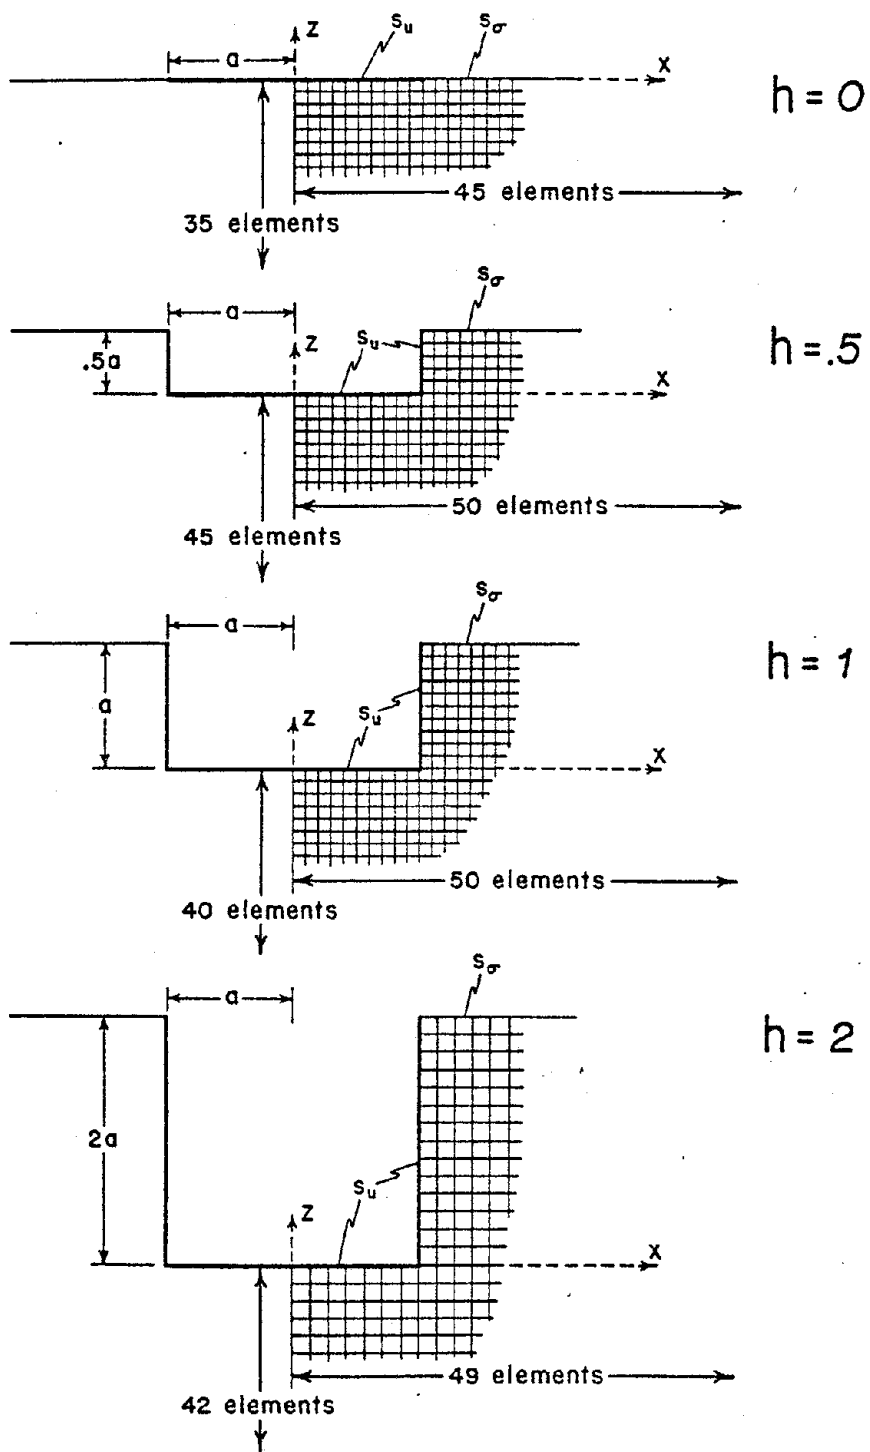 S_u S_σ
Z
a
X
h = 0
45 elements
35 elements
S_σ
a
S_u
Z
.5a
h = .5
X
50 elements
45 elements
S_σ
a
h = 1
a
S_u
Z
X
50 elements
40 elements
S_σ
a
h = 2
2a
S_u
Z
X
49 elements
42 elements